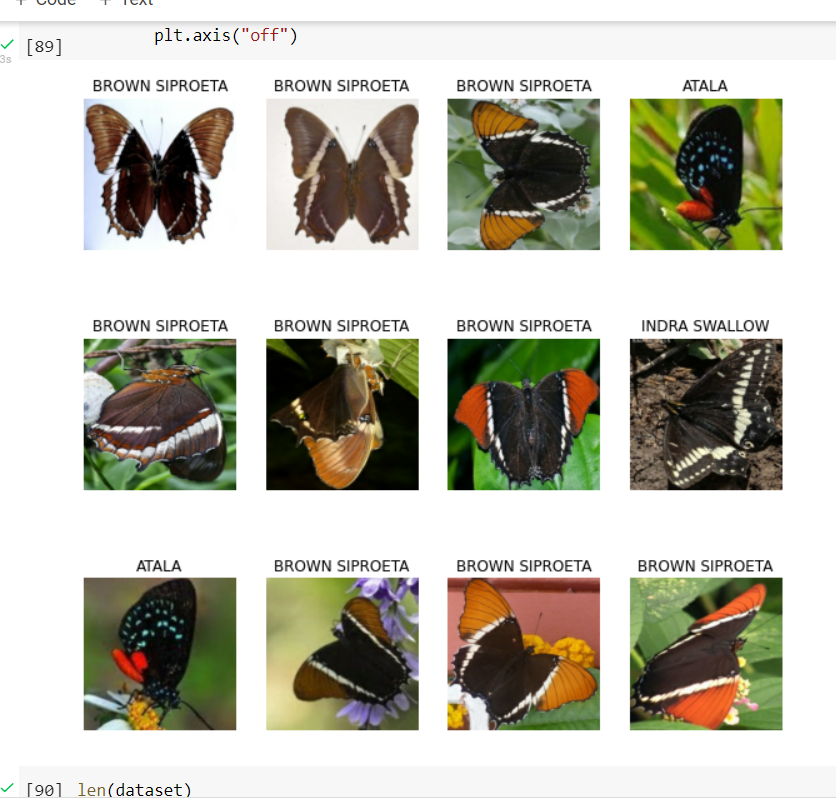 + Code + Text
plt.axis("off")
[89]
3s
BROWN SIPROETA BROWN SIPROETA BROWN SIPROETA ATALA
BROWN SIPROETA BROWN SIPROETA BROWN SIPROETA INDRA SWALLOW
ATALA BROWN SIPROETA BROWN SIPROETA BROWN SIPROETA
[90] len(dataset)